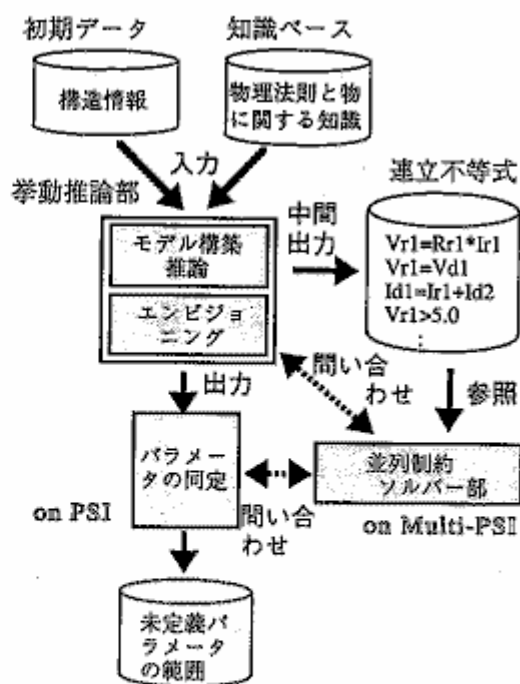 初期データ
知識ベース
構造情報
物理法則と物
に関する知識
入力
挙動推論部
連立不等式
中間
出力
モデル構築
推論
エンビジョ
ニング
Vr1=Rr1*Ir1
Vr1=Vd1
Id1=Ir1+Id2
Vr1>5.0
:
問い合
わせ
参照
出力
パラメー
タの同定
並列制約
ソルバー部
on PSI
問い合
わせ
on Multi-PSI
未定義パ
ラメータ
の範囲